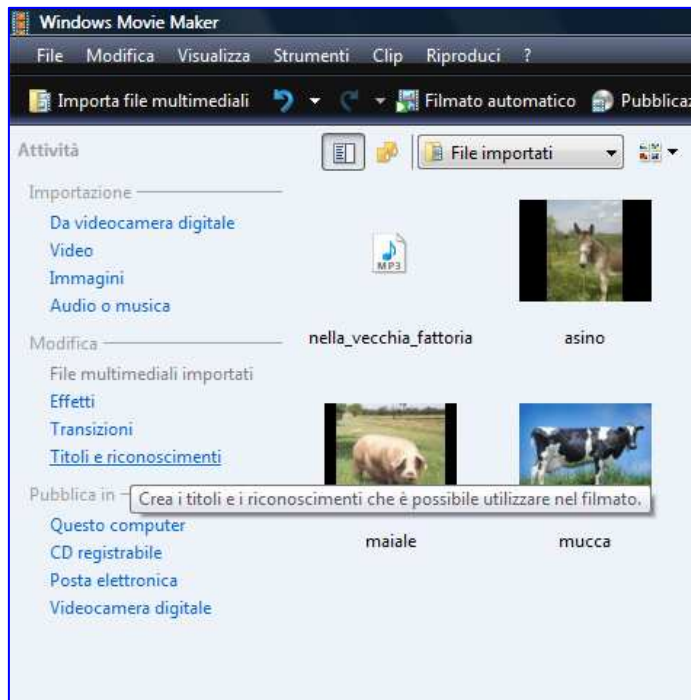 Windows Movie Maker
File Modifica Visualizza Strumenti Clip Riproduci ?
Importa file multimediali Filmato automatico
Attività
File importati
Importazione
Da videocamera digitale
Video
Immagini
Audio o musica
MP3
nella_vecchia_fattoria
asino
Modifica
File multimediali importati
Effetti
Transizioni
Titoli e riconoscimenti
Pubblica in
Crea i titoli e i riconoscimenti che è possibile utilizzare nel filmato.
Questo computer
CD registrabile
Posta elettronica
Videocamera digitale
maiale
mucca